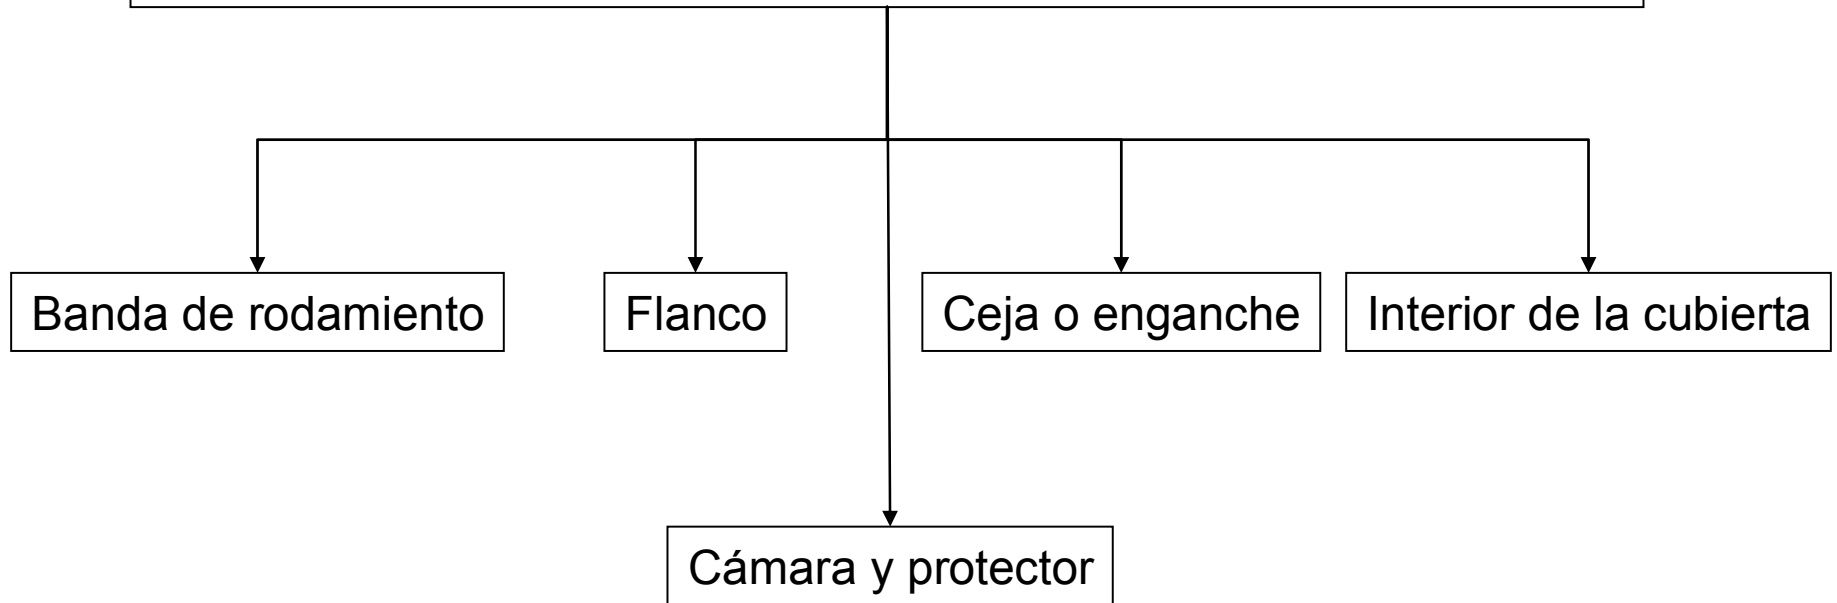 Banda de rodamiento
Flanco
Ceja o enganche
Interior de la cubierta
Cámara y protector